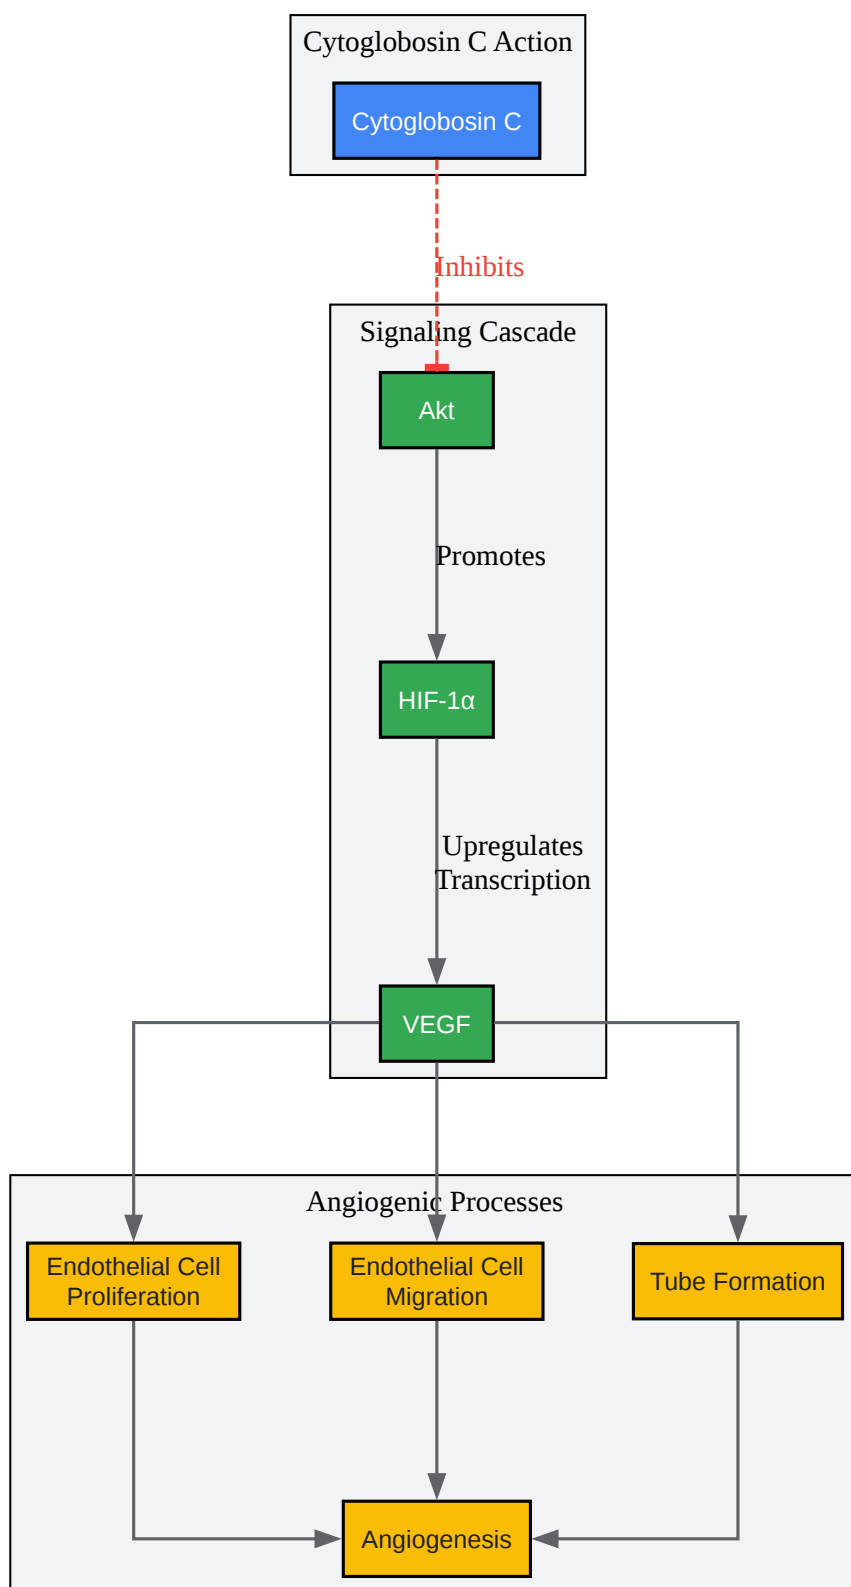 Cytoglobosin C Action
Cytoglobosin C
Inhibits
Signaling Cascade
Akt
Promotes
HIF-1α
Upregulates
Transcription
VEGF
Angiogenic Processes
Endothelial Cell
Proliferation
Endothelial Cell
Migration
Tube Formation
Angiogenesis